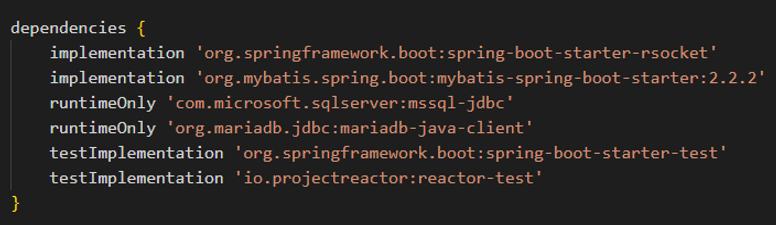 dependencies {
    implementation 'org.springframework.boot:spring-boot-starter-rsocket'
    implementation 'org.mybatis.spring.boot:mybatis-spring-boot-starter:2.2.2'
    runtimeOnly 'com.microsoft.sqlserver:mssql-jdbc'
    runtimeOnly 'org.mariadb.jdbc:mariadb-java-client'
    testImplementation 'org.springframework.boot:spring-boot-starter-test'
    testImplementation 'io.projectreactor:reactor-test'
}